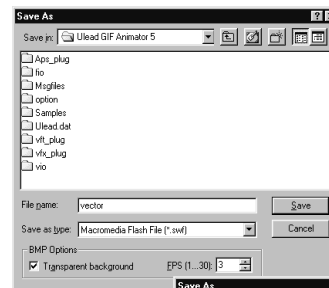 Save As
Save in: Ulead GIF Animator 5
Aps_plug
fio
Msgfiles
option
Samples
Ulead.dat
vft_plug
vfx_plug
vio
File name: vector Save
Save as type: Macromedia Flash File (*.swf) Cancel
BMP Options
Transparent background FPS (1...30): 3
Save As